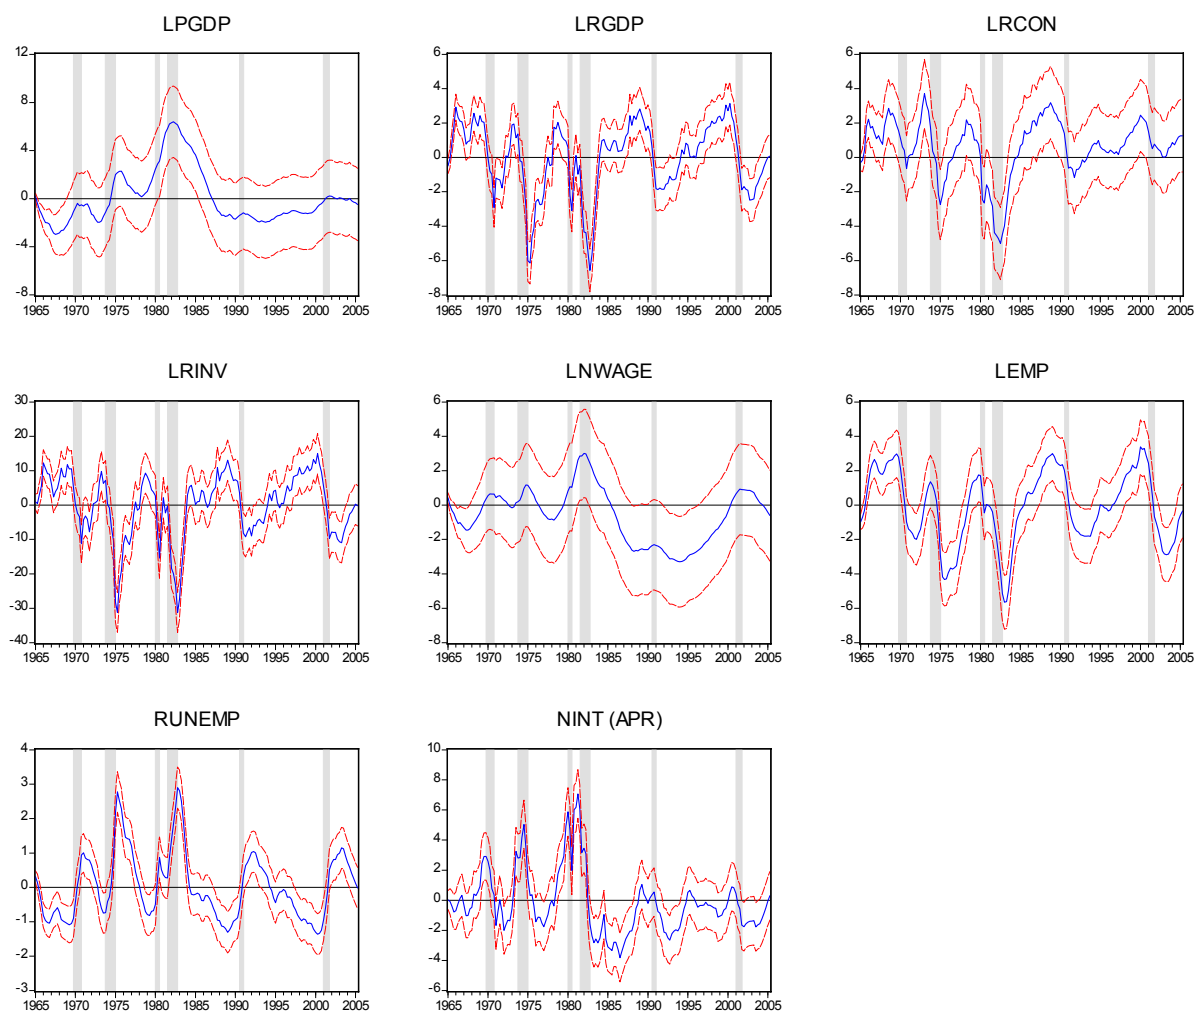 LPGDP LRGDP LRCON
12 6 6
8 4 4
4 2 2
0 0 0
-4 -2 -2
-4 -4
-6 -6
-8 -8 -8
1965 1970 1975 1980 1985 1990 1995 2000 2005 1965 1970 1975 1980 1985 1990 1995 2000 2005 1965 1970 1975 1980 1985 1990 1995 2000 2005
LRINV LNWAGE LEMP
30 6 6
20 4 4
10 2 2
0 0 0
-10 -2 -2
-20 -4 -4
-30 -6 -6
-40 -8 -8
1965 1970 1975 1980 1985 1990 1995 2000 2005 1965 1970 1975 1980 1985 1990 1995 2000 2005 1965 1970 1975 1980 1985 1990 1995 2000 2005
RUNEMP NINT (APR)
4 10
3 8
2 6
1 4
0 2
-1 0
-2 -2
-4
-3 -6
1965 1970 1975 1980 1985 1990 1995 2000 2005 1965 1970 1975 1980 1985 1990 1995 2000 2005